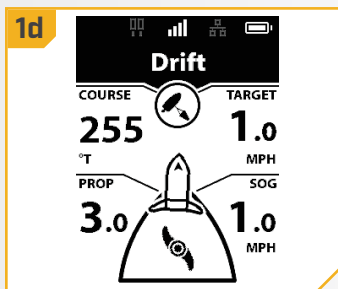 1d
Drift
COURSE TARGET
255 1.0
°T MPH
PROP SOG
3.0 1.0
MPH